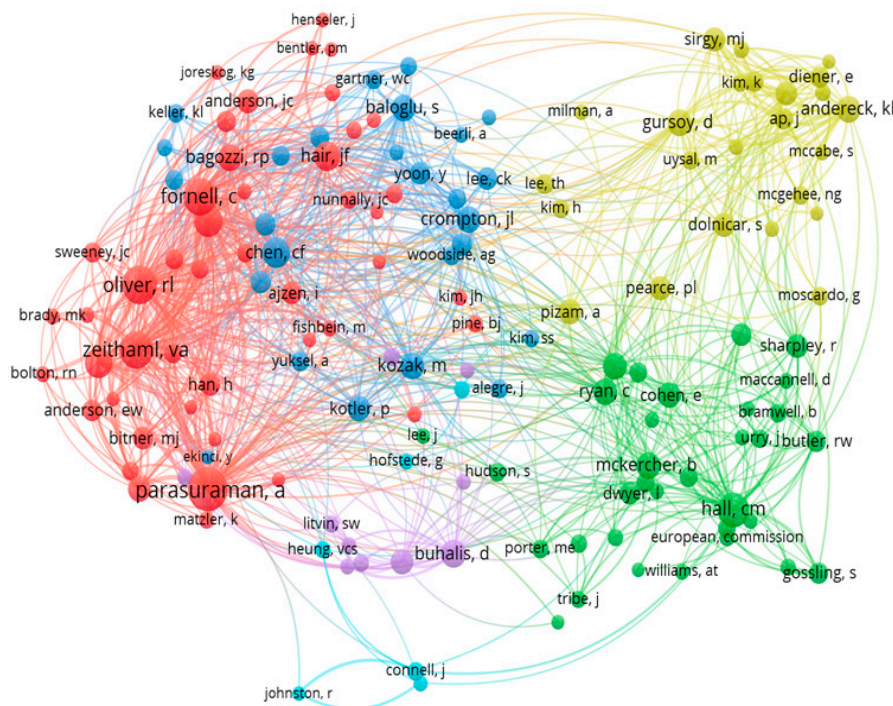 henseler, j
bentler, pm
sirgy, mj
joreskog, kg
gartner, wc
kim, k
diener, e
keller, kl
anderson, jc
baloglu, s
milman, a
gursoy, d
ap, j
andereck, kl
beerli, a
bagozzi, rp
hair, jf
uysal, m
mccabe, s
yoon, y
lee, ck
lee, th
fornell, c
nunnally, jc
kim, h
mcgehee, ng
crompton, jl
dolnicar, s
sweeney, jc
chen, cf
woodside, ag
oliver, rl
ajzen, i
pearce, pl
moscardo, g
kim, jh
brady, mk
fishbein, m
pine, bj
pizam, a
zeithaml, va
yuksel, a
kim, ss
sharpley, r
bolton, rn
kozak, m
han, h
alegre, j
ryan, c
cohen, e
maccannell, d
anderson, ew
kotler, p
bramwell, b
bitner, mj
lee, j
urry, j
butler, rw
ekinci, y
hofstede, g
hudson, s
mckercher, b
parasuraman, a
dwyer, l
matzler, k
hall, cm
litvin, sw
european, commission
heung, vcs
buhalis, d
porter, me
williams, at
gossling, s
tribe, j
connell, j
johnston, r